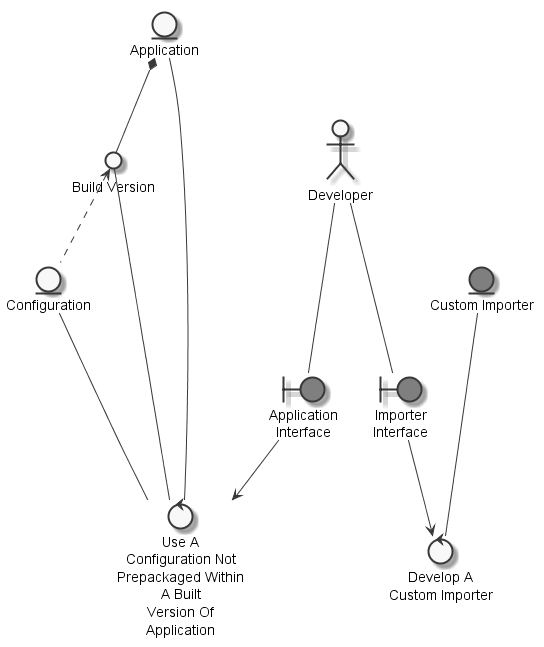 Application
Build Version
Developer
Configuration
Custom Importer
Application
Interface
Importer
Interface
Use A
Configuration Not
Prepackaged Within
A Built
Version Of
Application
Develop A
Custom Importer